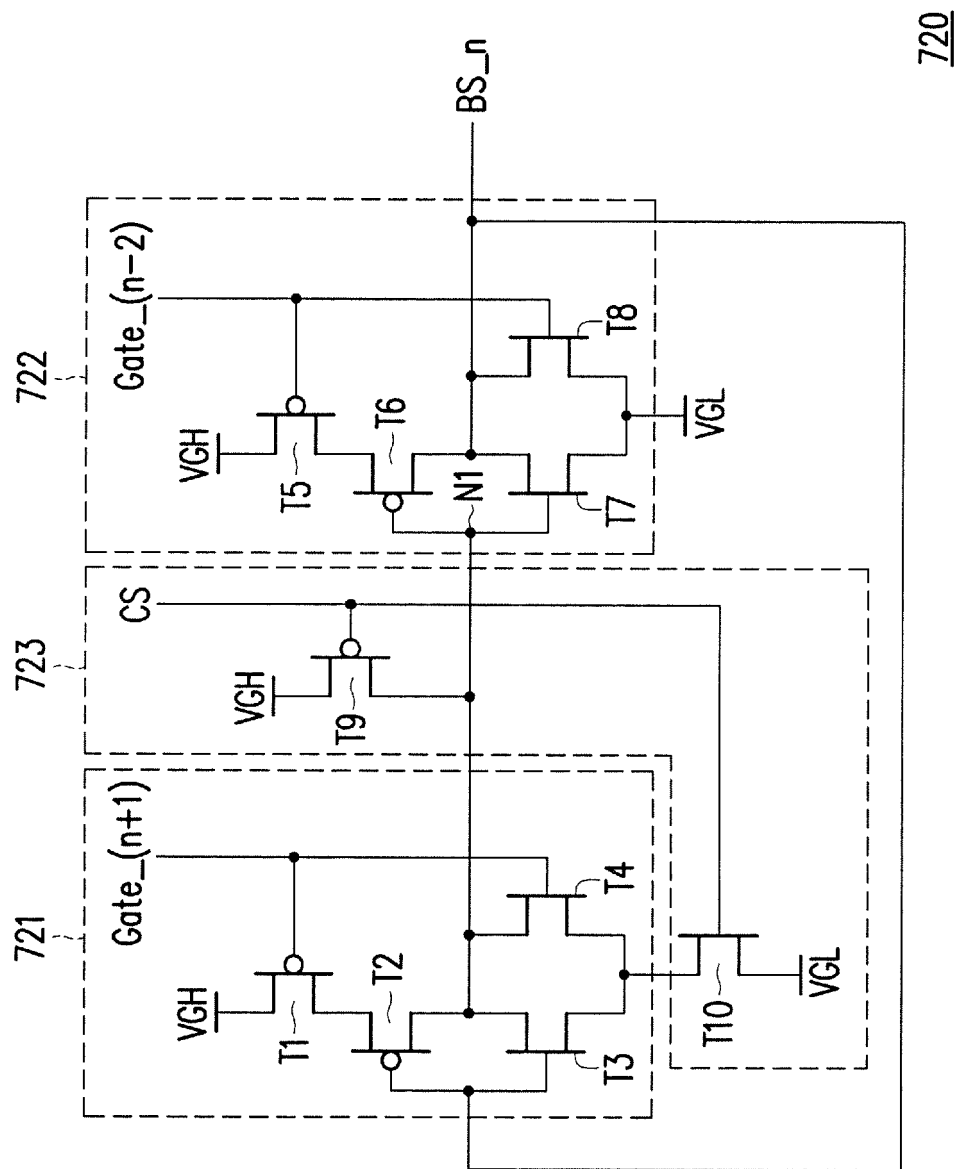 720
721
723
722
Gate_(n+1)
CS
Gate_(n-2)
VGH
VGH
VGH
T1
T9
T5
T2
T6
N1
BS_n
T3
T4
T7
T8
T10
VGL
VGL